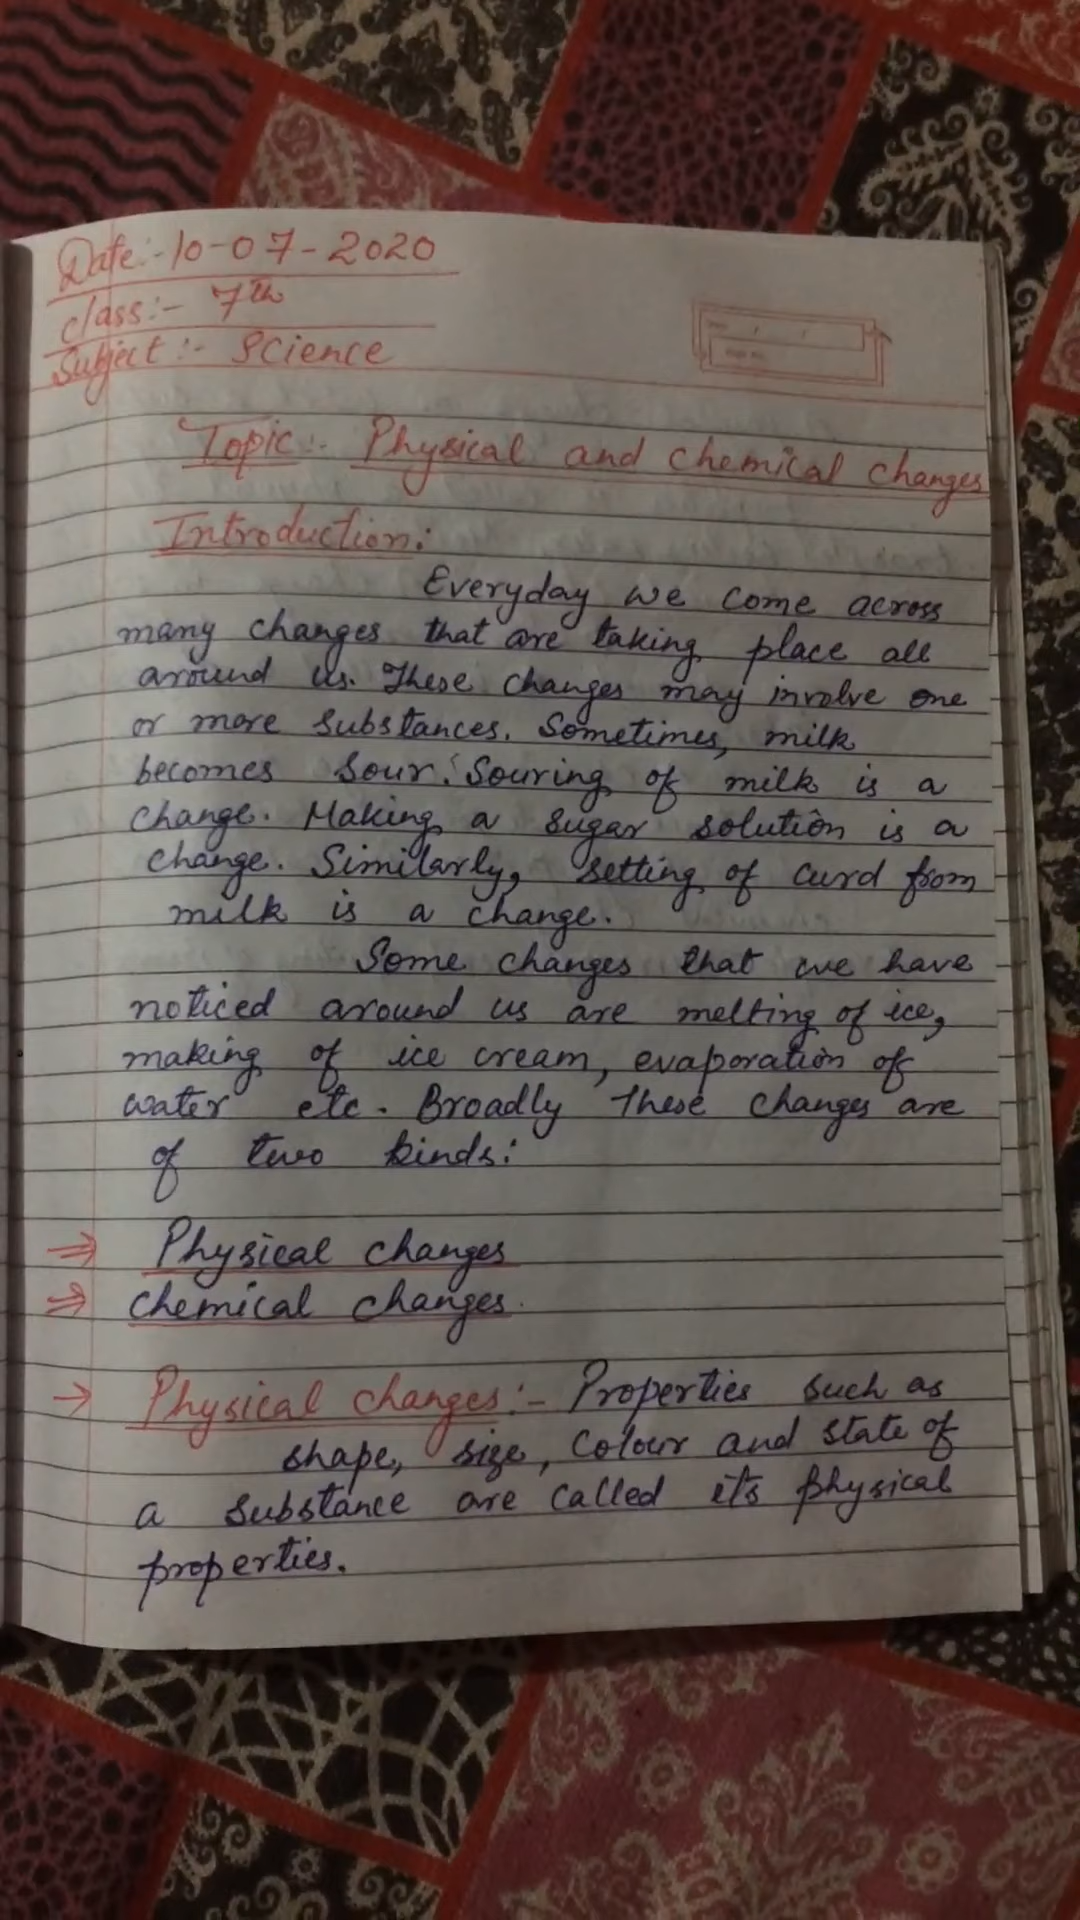 Date:- 10-07-2020
class:- 7th
Subject:- Science
Topic:- Physical and chemical changes
Introduction:
Everyday we come across
many changes that are taking place all
around us. These changes may involve one
or more substances. Sometimes, milk
becomes sour. Souring of milk is a
change. Making a sugar solution is a
change. Similarly, setting of curd from
milk is a change.
Some changes that we have
noticed around us are melting of ice,
making of ice cream, evaporation of
water etc. Broadly these changes are
of two kinds:
⇒ Physical changes
⇒ chemical changes.
→ Physical changes:- Properties such as
shape, size, colour and state of
a substance are called its physical
properties.